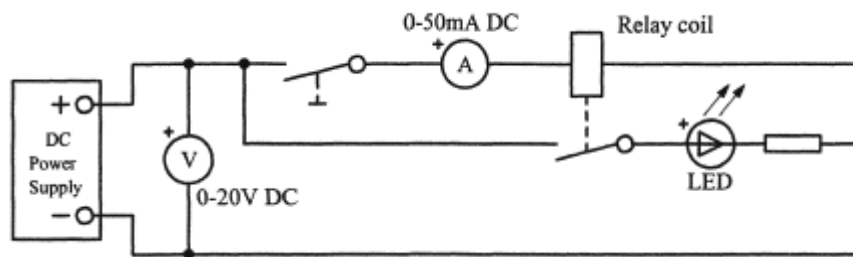 0-50mA DC
Relay coil
+
A
+
DC
Power
Supply
−
+
V
0-20V DC
+
LED